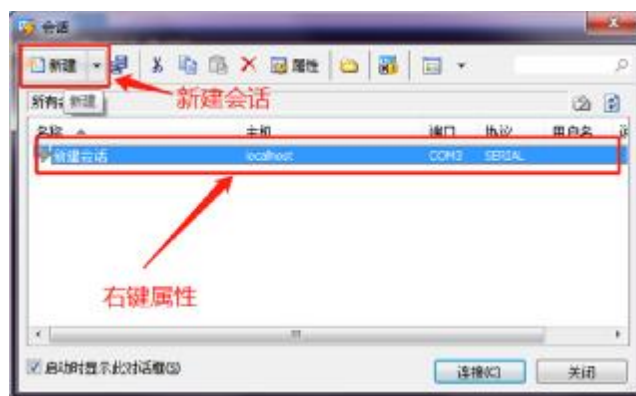 会话
新建 属性
新建会话
所有 新建
名称 主机 端口 协议 用户名
新建会话 localhost COM3 SERIAL
右键属性
启动时显示此对话框(S)
连接(C) 关闭